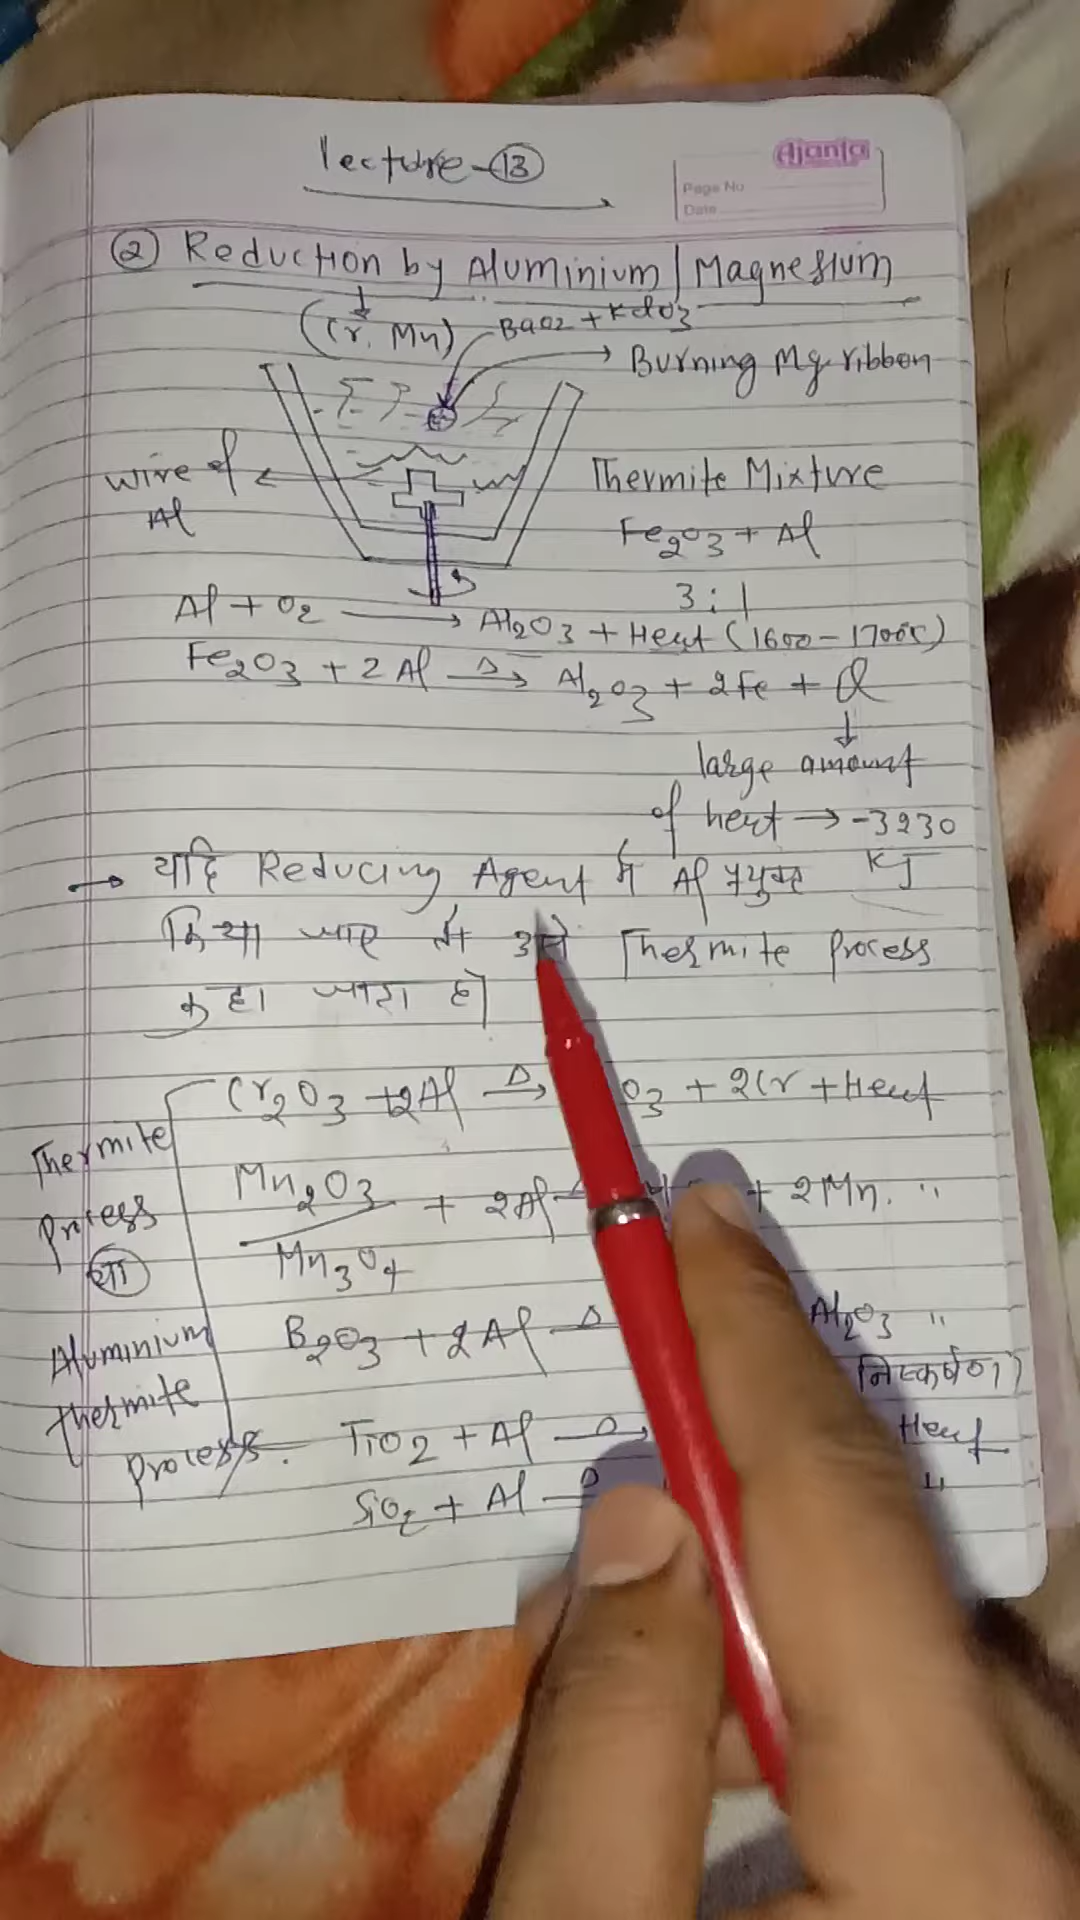 lecture-13
Ajanta
Page No
Date
② Reduction by Aluminium/Magnesium
(Cr, Mn)
BaO2 + KClO3
Burning Mg ribbon
wire of
Al
Thermite Mixture
Fe2O3 + Al
3:1
Al + O2 → Al2O3 + Heat (1600-1700°C)
Fe2O3 + 2Al Δ→ Al2O3 + 2Fe + Q
large amount
of heat → -3230
KJ
→ यदि Reducing Agent में Al प्रयुक्त
किया जाए तो उसे Thermite Process
कहा जाता है।
Cr2O3 + 2Al Δ→ O3 + 2Cr + Heat
Thermite
Process
या
Mn2O3 + 2Al + 2Mn. "
Mn3O4
Aluminium
thermite
Process.
B2O3 + 2Al Δ Al2O3 "
निष्कर्षण)
TiO2 + Al Δ→ Heat
SiO2 + Al Δ "